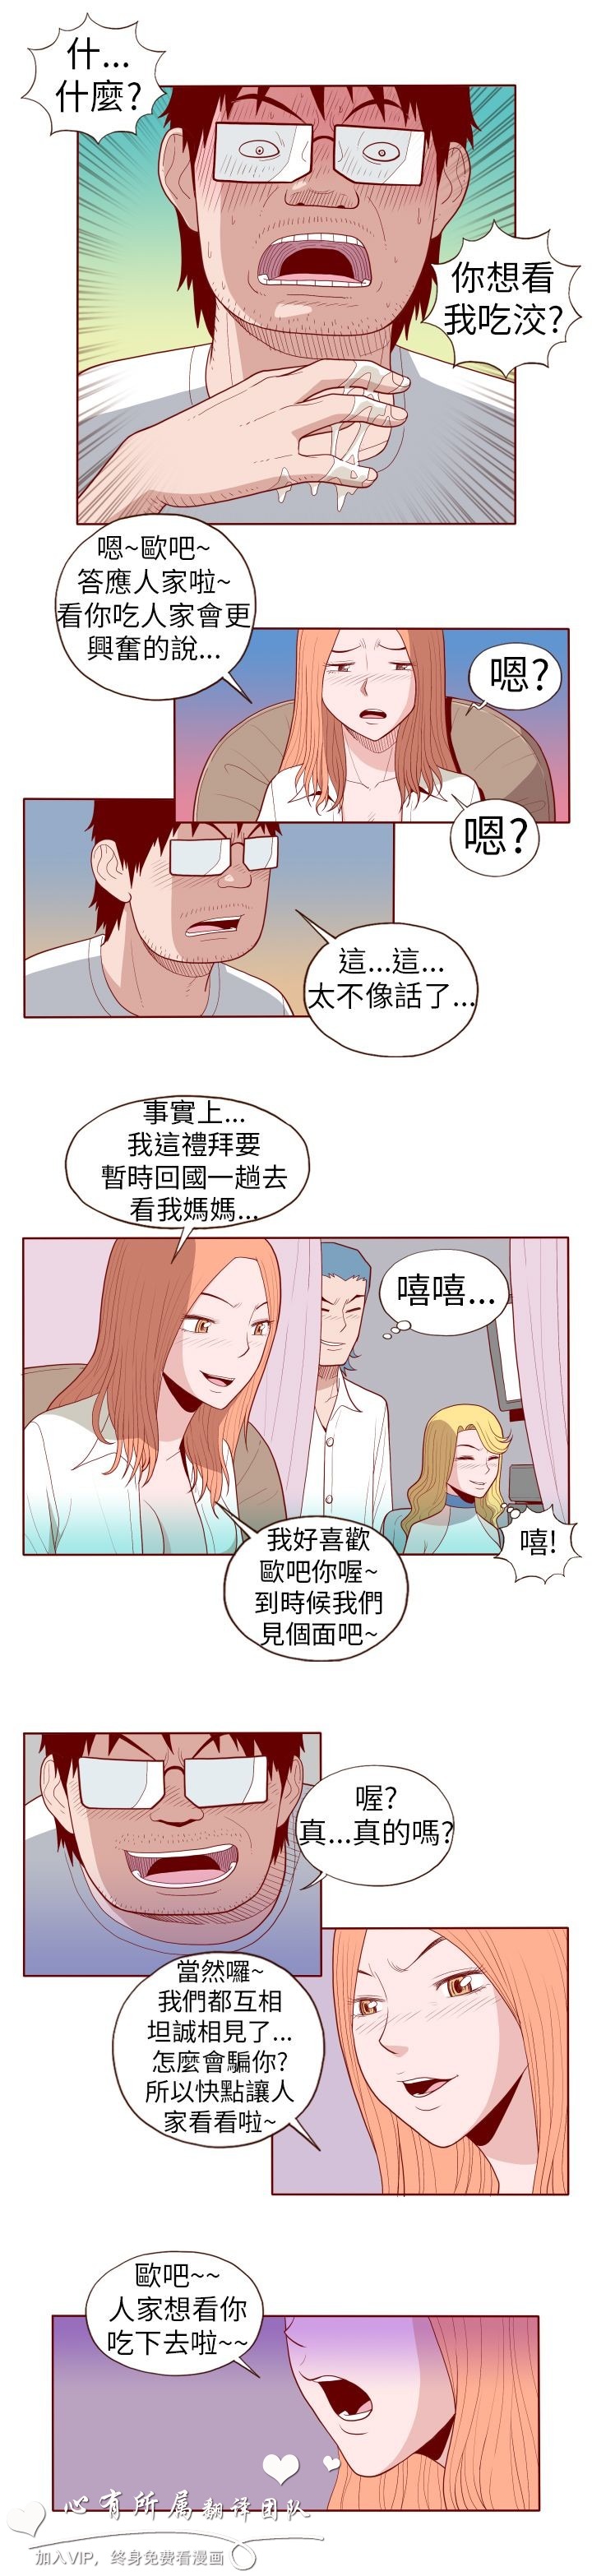 什...
什麼?
你想看
我吃洨?
嗯~歐吧~
答應人家啦~
看你吃人家會更
興奮的說...
嗯?
嗯?
這...這...
太不像話了...
事實上...
我這禮拜要
暫時回國一趟去
看我媽媽...
嘻嘻...
嘻!
我好喜歡
歐吧你喔~
到時候我們
見個面吧~
喔?
真...真的嗎?
當然囉~
我們都互相
坦誠相見了...
怎麼會騙你?
所以快點讓人
家看看啦~
歐吧~~
人家想看你
吃下去啦~~
心有所属翻译团队
加入VIP，终身免费看漫画